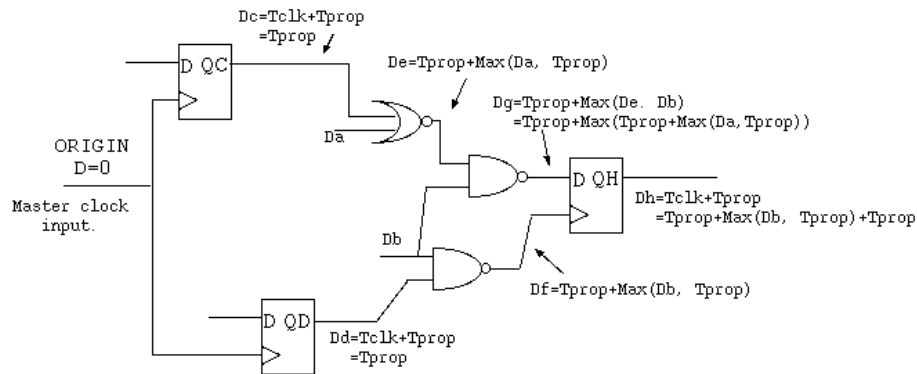 Dc=Tclk+Tprop
=Tprop
De=Tprop+Max(Da, Tprop)
D QC
Dg=Tprop+Max(De. Db)
=Tprop+Max(Tprop+Max(Da,Tprop))
Da
ORIGIN
D=0
Master clock
input.
D QH
Dh=Tclk+Tprop
=Tprop+Max(Db, Tprop)+Tprop
Db
Df=Tprop+Max(Db, Tprop)
D QD
Dd=Tclk+Tprop
=Tprop